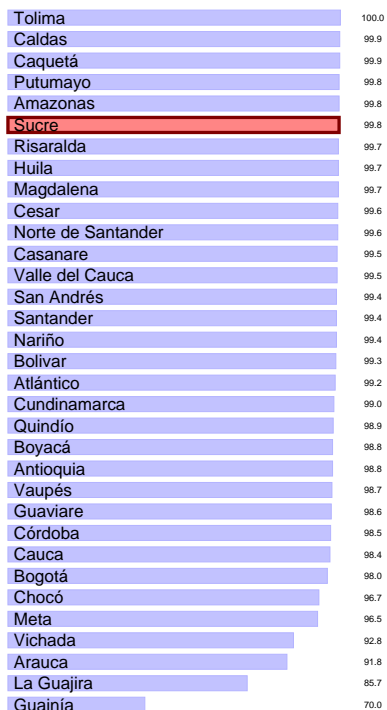 Tolima 100.0
Caldas 99.9
Caquetá 99.9
Putumayo 99.8
Amazonas 99.8
Sucre 99.8
Risaralda 99.7
Huila 99.7
Magdalena 99.7
Cesar 99.6
Norte de Santander 99.6
Casanare 99.5
Valle del Cauca 99.5
San Andrés 99.4
Santander 99.4
Nariño 99.4
Bolivar 99.3
Atlántico 99.2
Cundinamarca 99.0
Quindío 98.9
Boyacá 98.8
Antioquia 98.8
Vaupés 98.7
Guaviare 98.6
Córdoba 98.5
Cauca 98.4
Bogotá 98.0
Chocó 96.7
Meta 96.5
Vichada 92.8
Arauca 91.8
La Guajira 85.7
Guainía 70.0